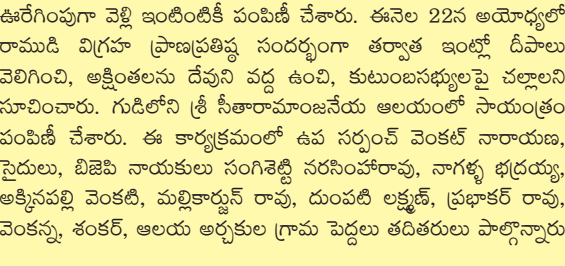 ఊరేగింపుగా వెళ్లి ఇంటింటికీ పంపిణీ చేశారు. ఈనెల 22న అయోధ్యలో
రాముడి విగ్రహ ప్రాణప్రతిష్ఠ సందర్భంగా తర్వాత ఇంట్లో దీపాలు
వెలిగించి, అక్షింతలను దేవుని వద్ద ఉంచి, కుటుంబసభ్యులపై చల్లాలని
సూచించారు. గుడిలోని శ్రీ సీతారామాంజనేయ ఆలయంలో సాయంత్రం
పంపిణీ చేశారు. ఈ కార్యక్రమంలో ఉప సర్పంచ్ వెంకట్ నారాయణ,
సైదులు, బిజెపి నాయకులు సంగిశెట్టి నరసింహారావు, నాగళ్ళ భద్రయ్య,
అక్కినపల్లి వెంకటి, మల్లికార్జున్ రావు, దుంపటి లక్ష్మణ్, ప్రభాకర్ రావు,
వెంకన్న, శంకర్, ఆలయ అర్చకుల గ్రామ పెద్దలు తదితరులు పాల్గొన్నారు